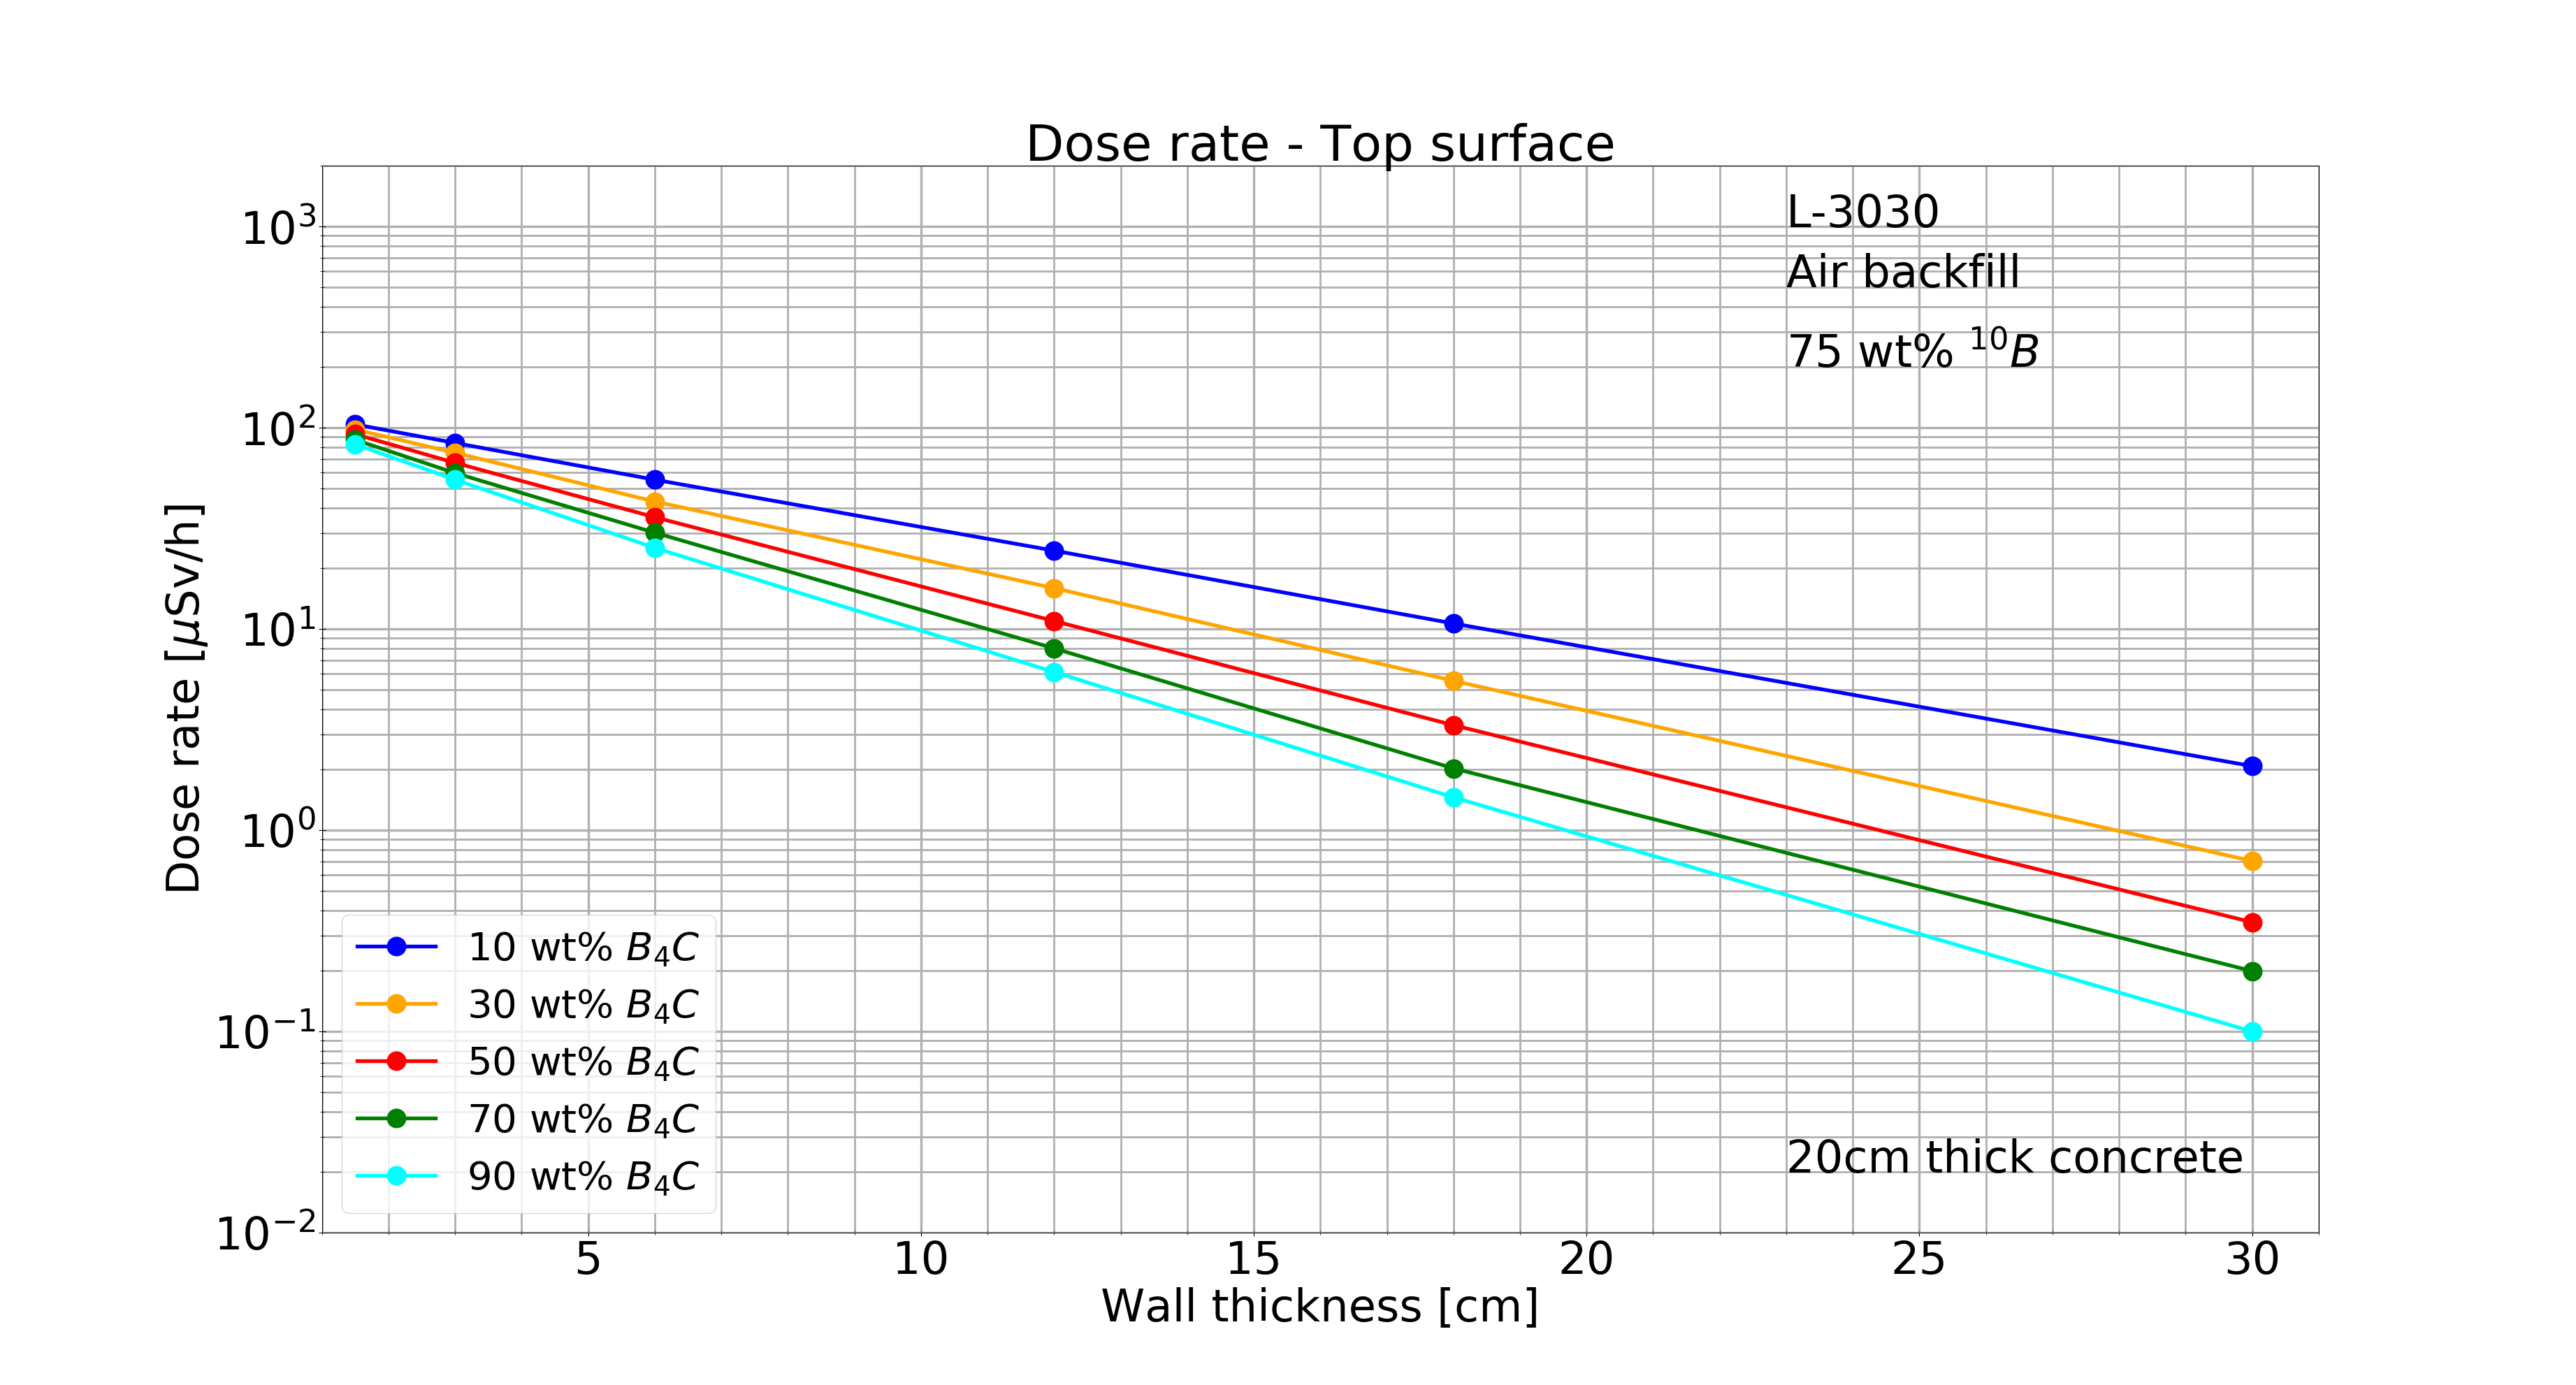 Dose rate - Top surface
L-3030
Air backfill
75 wt% ¹⁰B
20cm thick concrete
Dose rate [μSv/h]
10³
10²
10¹
10⁰
10⁻¹
10⁻²
10 wt% B₄C
30 wt% B₄C
50 wt% B₄C
70 wt% B₄C
90 wt% B₄C
5 10 15 20 25 30
Wall thickness [cm]